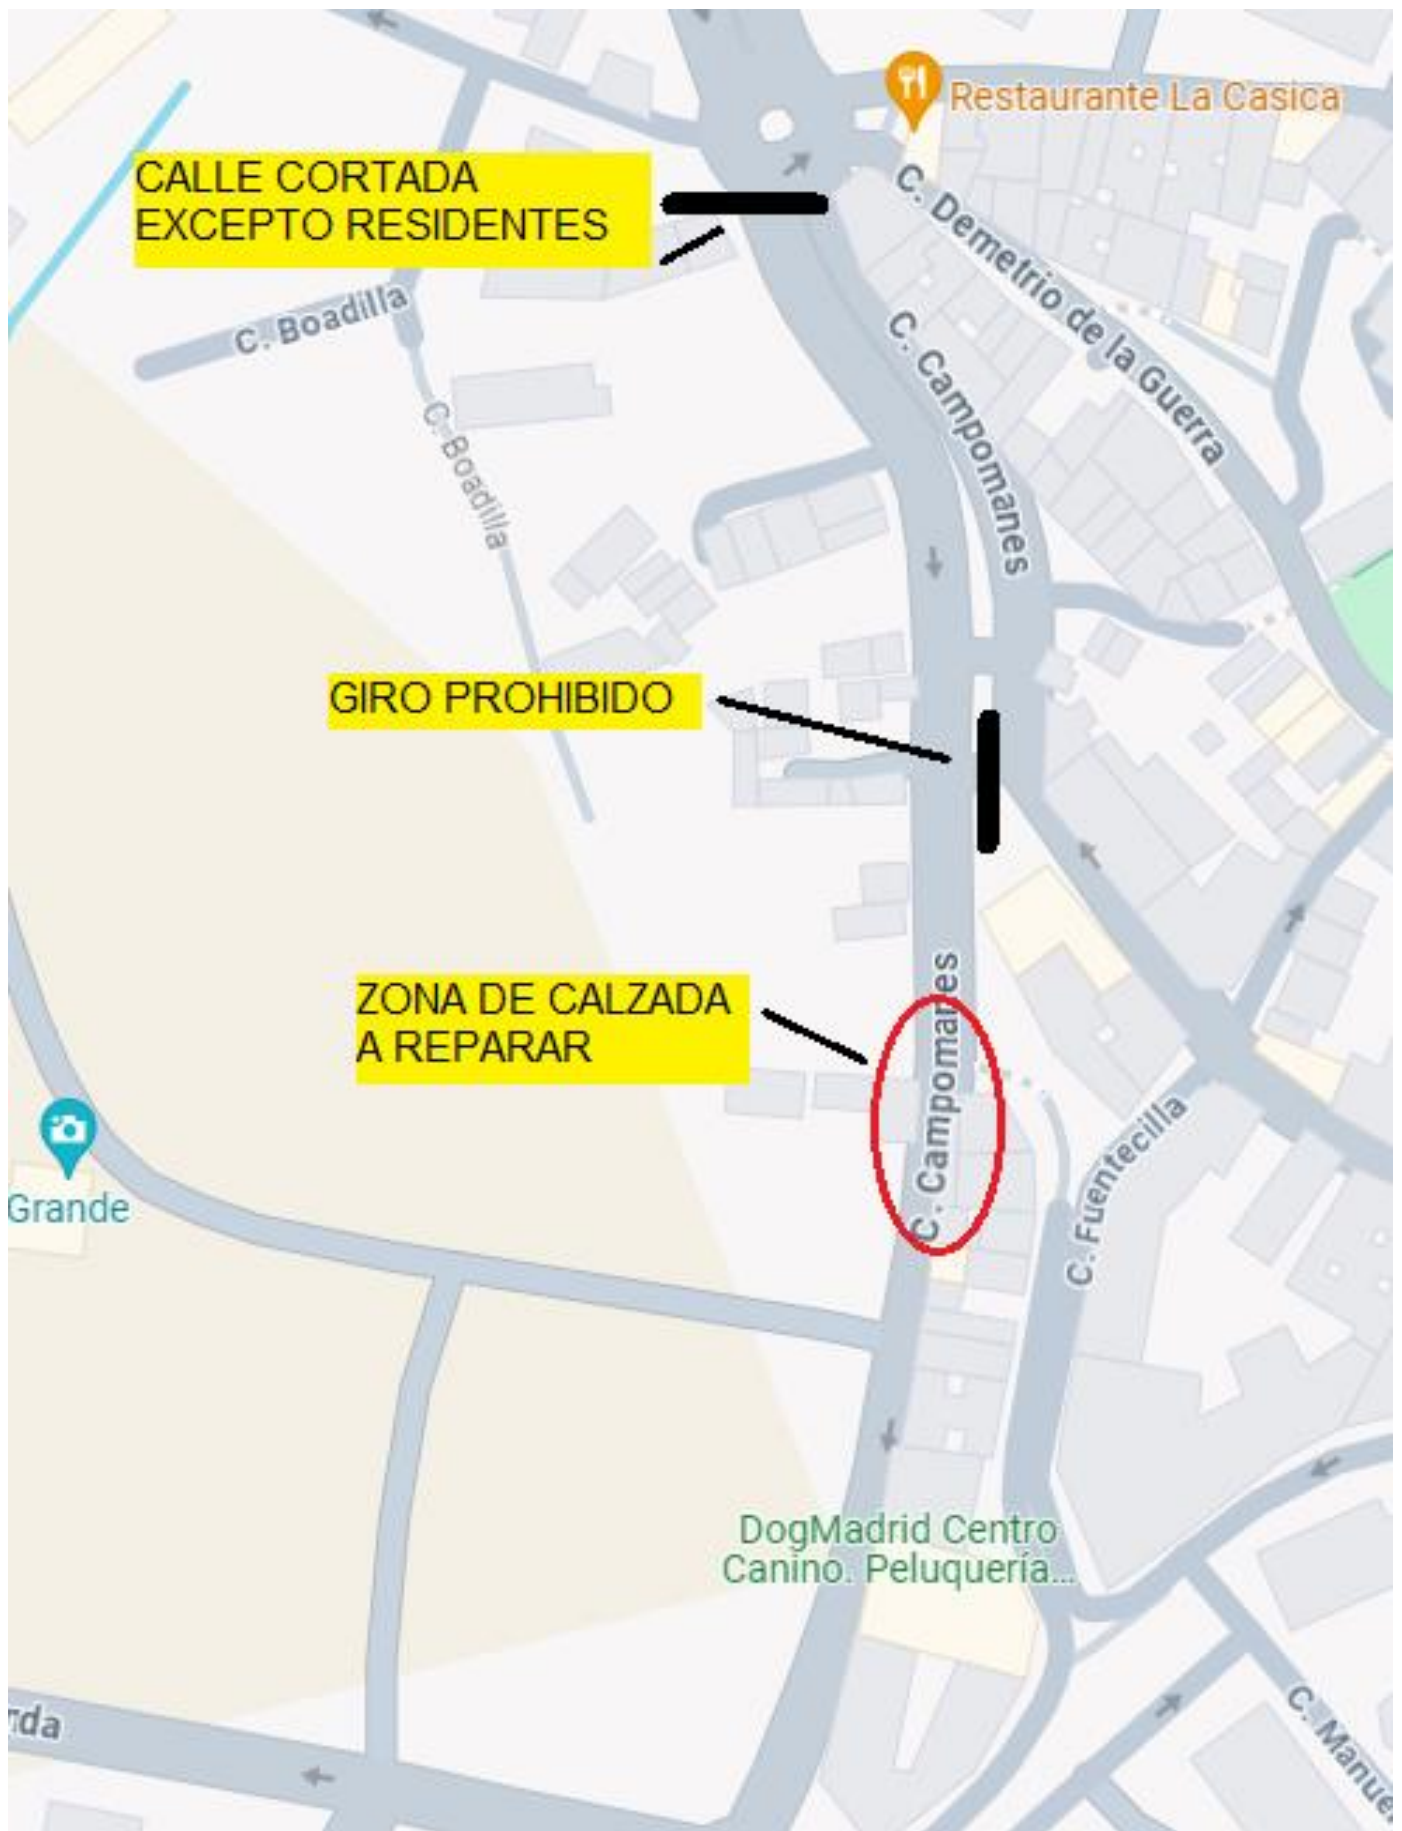 Restaurante La Casica
CALLE CORTADA
EXCEPTO RESIDENTES
C. Demetrio de la Guerra
C. Boadilla
C. Campomanes
C. Boadilla
GIRO PROHIBIDO
ZONA DE CALZADA
A REPARAR
C. Campomanes
C. Fuentecilla
Grande
DogMadrid Centro
Canino. Peluquería...
C. Manuel